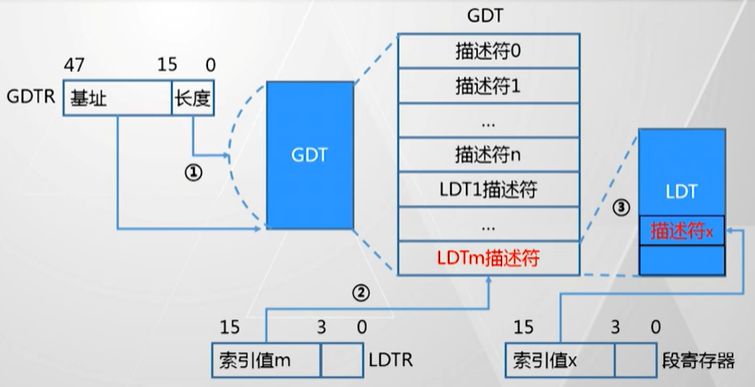 GDT
47 15 0
GDTR 基址 长度
①
GDT
描述符0
描述符1
...
描述符n
LDT1描述符
...
LDTm描述符
②
15 3 0
索引值m LDTR
③
LDT
描述符x
15 3 0
索引值x 段寄存器